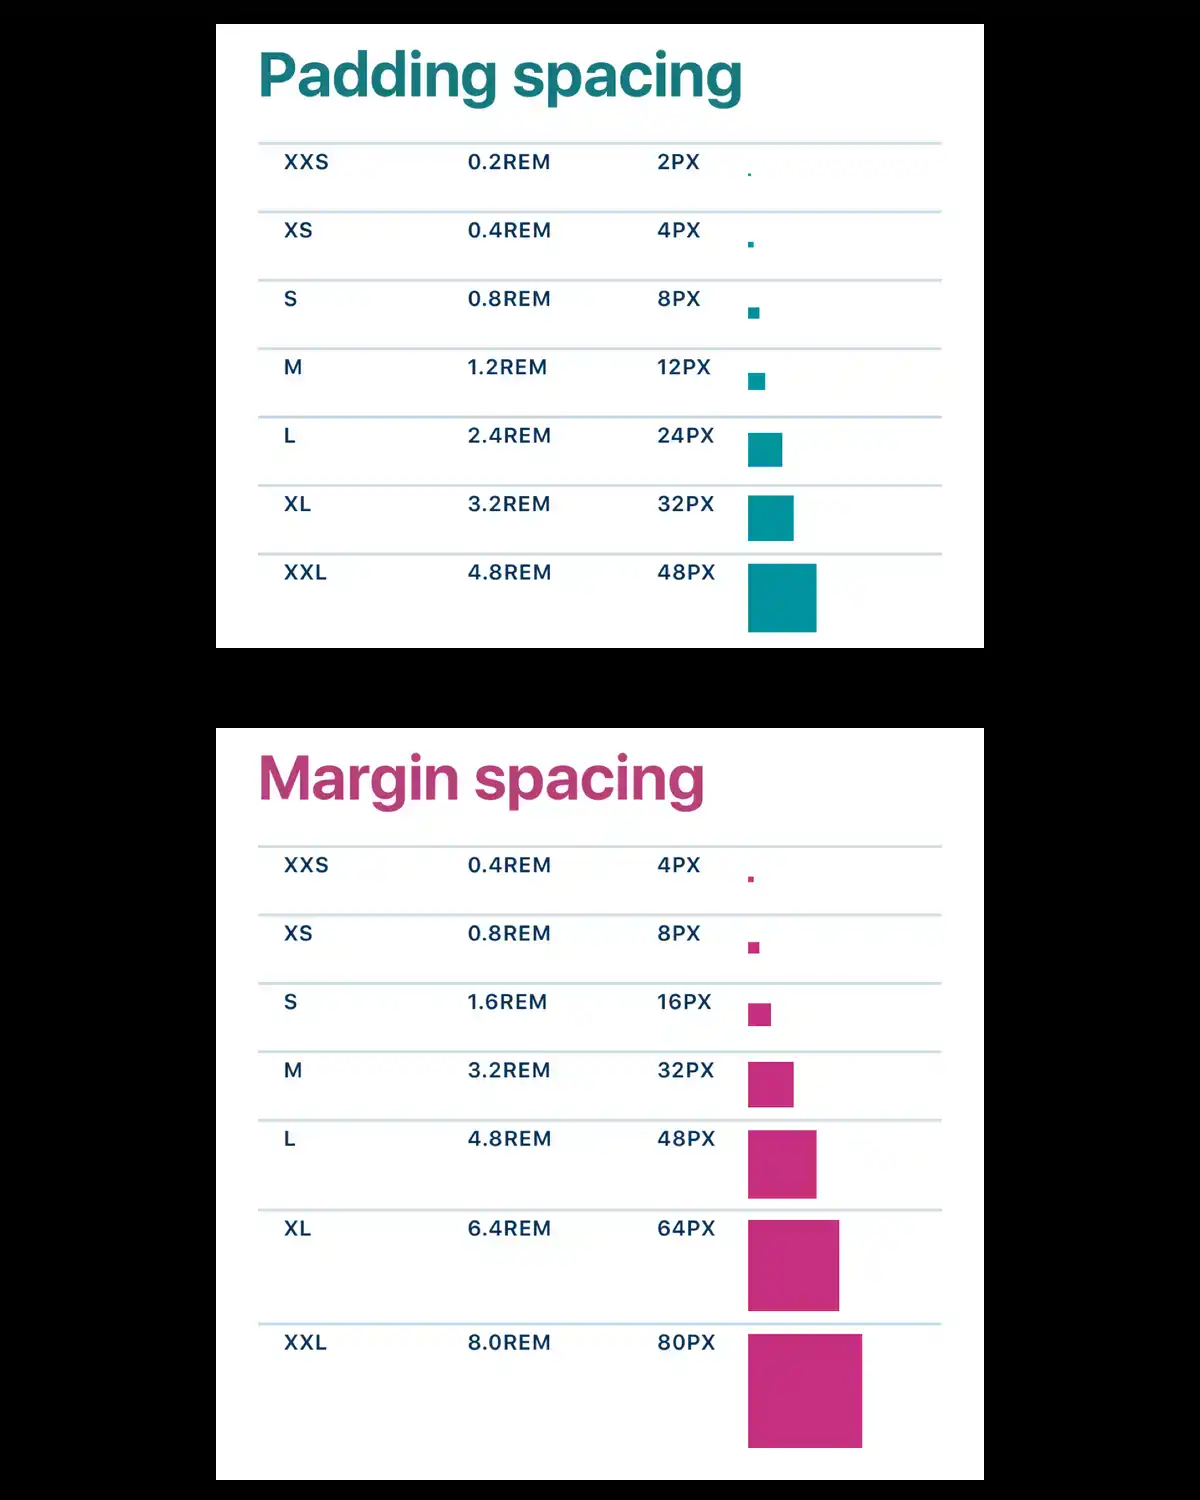 Padding spacing
XXS 0.2REM 2PX
XS 0.4REM 4PX
S 0.8REM 8PX
M 1.2REM 12PX
L 2.4REM 24PX
XL 3.2REM 32PX
XXL 4.8REM 48PX
Margin spacing
XXS 0.4REM 4PX
XS 0.8REM 8PX
S 1.6REM 16PX
M 3.2REM 32PX
L 4.8REM 48PX
XL 6.4REM 64PX
XXL 8.0REM 80PX